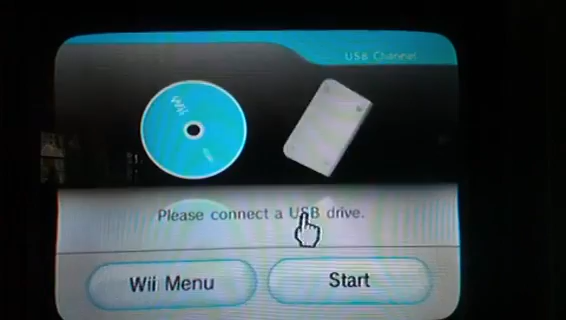 USB Channel
Wii
Please connect a USB drive.
Wii Menu
Start